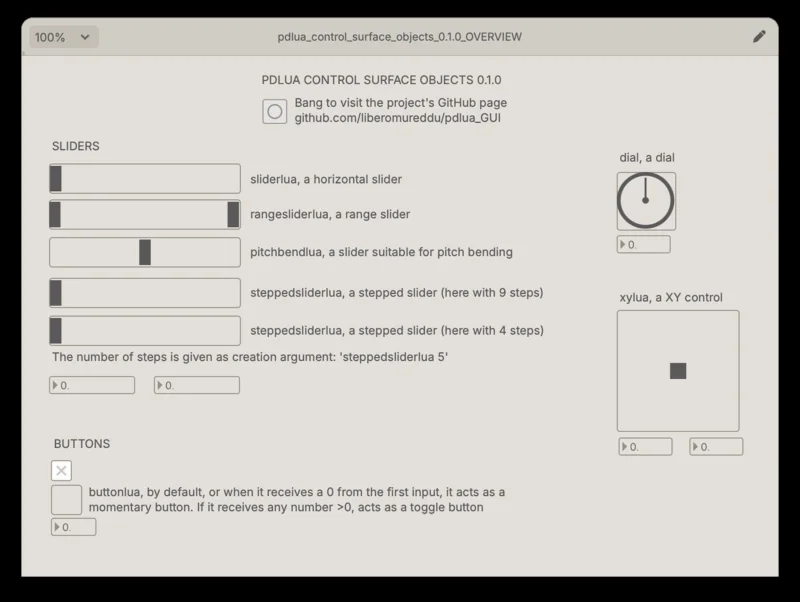 100%
pdlua_control_surface_objects_0.1.0_OVERVIEW
PDLUA CONTROL SURFACE OBJECTS 0.1.0
Bang to visit the project's GitHub page
github.com/liberomureddu/pdlua_GUI
SLIDERS
sliderlua, a horizontal slider
rangesliderlua, a range slider
pitchbendlua, a slider suitable for pitch bending
steppedsliderlua, a stepped slider (here with 9 steps)
steppedsliderlua, a stepped slider (here with 4 steps)
The number of steps is given as creation argument: 'steppedsliderlua 5'
0.
0.
dial, a dial
0.
xylua, a XY control
0.
0.
BUTTONS
buttonlua, by default, or when it receives a 0 from the first input, it acts as a
momentary button. If it receives any number >0, acts as a toggle button
0.